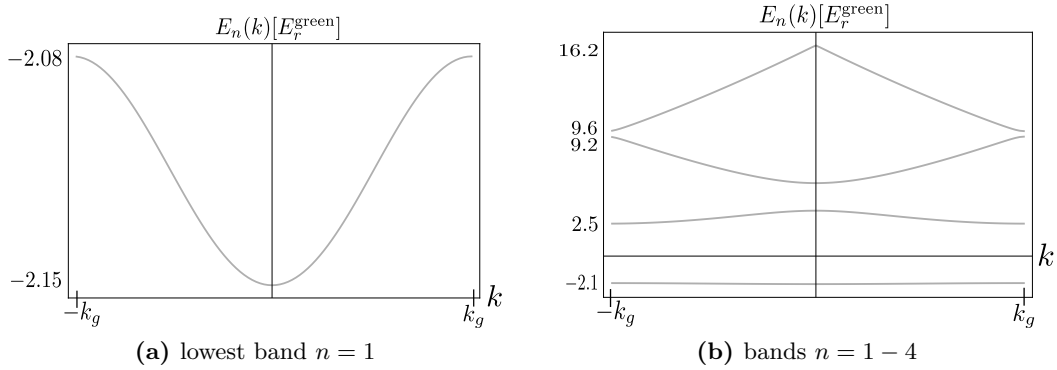 E_n(k)[E_r^green]
−2.08
−2.15
−k_g
k_g
k
(a) lowest band n = 1
E_n(k)[E_r^green]
16.2
9.6
9.2
2.5
−2.1
k
−k_g
k_g
(b) bands n = 1 − 4